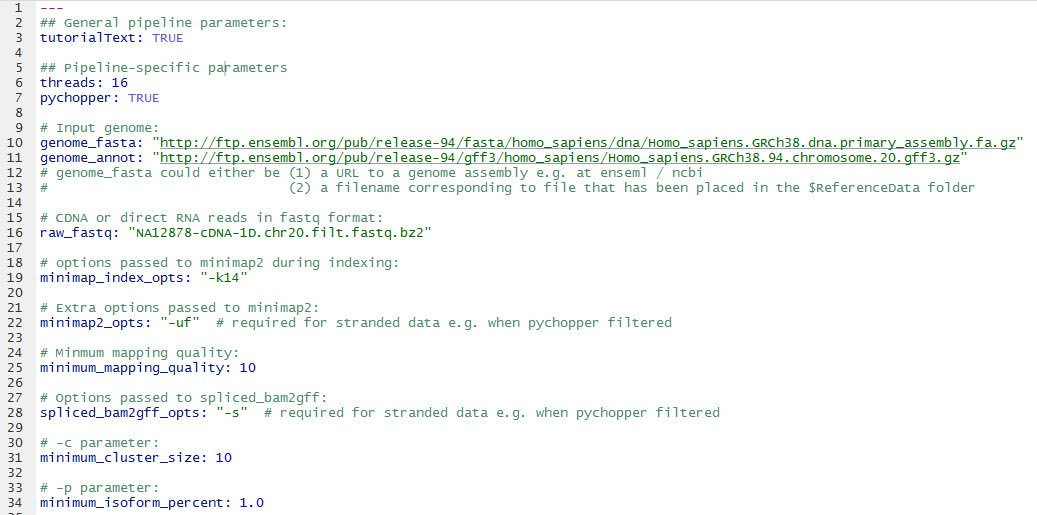 1 ---
2 ## General pipeline parameters:
3 tutorialText: TRUE
4
5 ## Pipeline-specific parameters
6 threads: 16
7 pychopper: TRUE
8
9 # Input genome:
10 genome_fasta: "http://ftp.ensembl.org/pub/release-94/fasta/homo_sapiens/dna/Homo_sapiens.GRCh38.dna.primary_assembly.fa.gz"
11 genome_annot: "http://ftp.ensembl.org/pub/release-94/gff3/homo_sapiens/Homo_sapiens.GRCh38.94.chromosome.20.gff3.gz"
12 # genome_fasta could either be (1) a URL to a genome assembly e.g. at enseml / ncbi
13 #                              (2) a filename corresponding to file that has been placed in the $ReferenceData folder
14
15 # CDNA or direct RNA reads in fastq format:
16 raw_fastq: "NA12878-cDNA-1D.chr20.filt.fastq.bz2"
17
18 # options passed to minimap2 during indexing:
19 minimap_index_opts: "-k14"
20
21 # Extra options passed to minimap2:
22 minimap2_opts: "-uf"  # required for stranded data e.g. when pychopper filtered
23
24 # Minmum mapping quality:
25 minimum_mapping_quality: 10
26
27 # Options passed to spliced_bam2gff:
28 spliced_bam2gff_opts: "-s"  # required for stranded data e.g. when pychopper filtered
29
30 # -c parameter:
31 minimum_cluster_size: 10
32
33 # -p parameter:
34 minimum_isoform_percent: 1.0